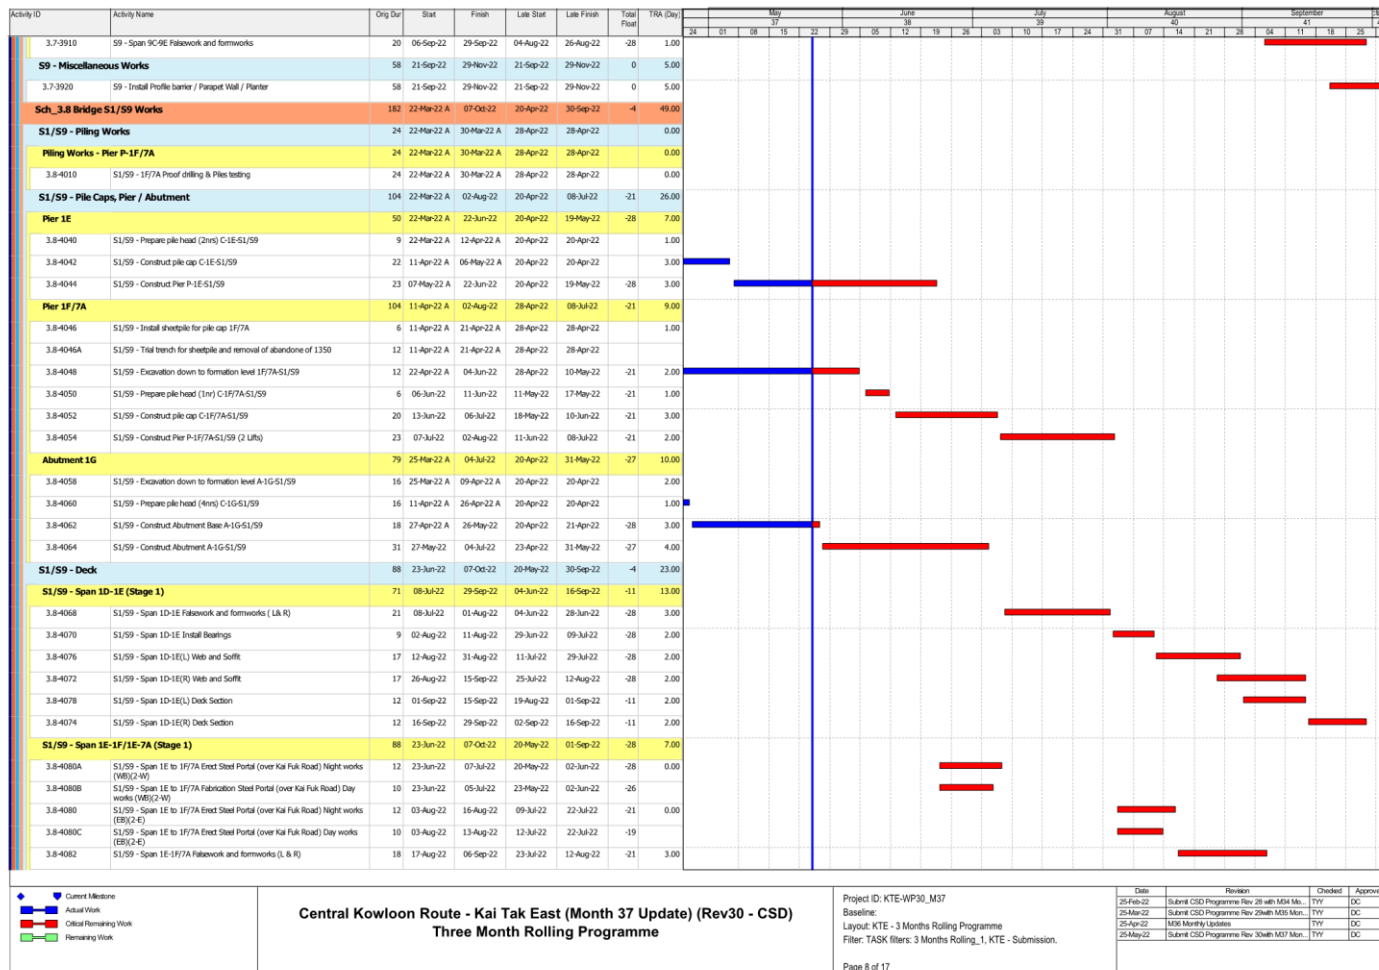 Activity ID Activity Name Orig Dur Start Finish Late Start Late Finish Total Float TRA (Day) May June July August September
37 38 39 40 41
24 01 08 15 22 29 05 12 19 26 03 10 17 24 31 07 14 21 28 04 11 18 25
3.7-3910 S9 - Span 9C-9E Falsework and formworks 20 06-Sep-22 29-Sep-22 04-Aug-22 26-Aug-22 -28 1.00
S9 - Miscellaneous Works 58 21-Sep-22 29-Nov-22 21-Sep-22 29-Nov-22 0 5.00
3.7-3920 S9 - Install Profile barrier / Parapet Wall / Planter 58 21-Sep-22 29-Nov-22 21-Sep-22 29-Nov-22 0 5.00
Sch_3.8 Bridge S1/S9 Works 182 22-Mar-22 A 07-Oct-22 20-Apr-22 30-Sep-22 -4 49.00
S1/S9 - Piling Works 24 22-Mar-22 A 30-Mar-22 A 28-Apr-22 28-Apr-22 0.00
Piling Works - Pier P-1F/7A 24 22-Mar-22 A 30-Mar-22 A 28-Apr-22 28-Apr-22 0.00
3.8-4010 S1/S9 - 1F/7A Proof drilling & Piles testing 24 22-Mar-22 A 30-Mar-22 A 28-Apr-22 28-Apr-22 0.00
S1/S9 - Pile Caps, Pier / Abutment 104 22-Mar-22 A 02-Aug-22 20-Apr-22 08-Jul-22 -21 26.00
Pier 1E 50 22-Mar-22 A 22-Jun-22 20-Apr-22 19-May-22 -28 7.00
3.8-4040 S1/S9 - Prepare pile head (2nrs) C-1E-S1/S9 9 22-Mar-22 A 12-Apr-22 A 20-Apr-22 20-Apr-22 1.00
3.8-4042 S1/S9 - Construct pile cap C-1E-S1/S9 22 11-Apr-22 A 06-May-22 A 20-Apr-22 20-Apr-22 3.00
3.8-4044 S1/S9 - Construct Pier P-1E-S1/S9 23 07-May-22 A 22-Jun-22 20-Apr-22 19-May-22 -28 3.00
Pier 1F/7A 104 11-Apr-22 A 02-Aug-22 28-Apr-22 08-Jul-22 -21 9.00
3.8-4046 S1/S9 - Install sheetpile for pile cap 1F/7A 6 11-Apr-22 A 21-Apr-22 A 28-Apr-22 28-Apr-22 1.00
3.8-4046A S1/S9 - Trial trench for sheetpile and removal of abandone of 1350 12 11-Apr-22 A 21-Apr-22 A 28-Apr-22 28-Apr-22
3.8-4048 S1/S9 - Excavation down to formation level 1F/7A-S1/S9 12 22-Apr-22 A 04-Jun-22 28-Apr-22 10-May-22 -21 2.00
3.8-4050 S1/S9 - Prepare pile head (1nr) C-1F/7A-S1/S9 6 06-Jun-22 11-Jun-22 11-May-22 17-May-22 -21 1.00
3.8-4052 S1/S9 - Construct pile cap C-1F/7A-S1/S9 20 13-Jun-22 06-Jul-22 18-May-22 10-Jun-22 -21 3.00
3.8-4054 S1/S9 - Construct Pier P-1F/7A-S1/S9 (2 Lifts) 23 07-Jul-22 02-Aug-22 11-Jun-22 08-Jul-22 -21 2.00
Abutment 1G 79 25-Mar-22 A 04-Jul-22 20-Apr-22 31-May-22 -27 10.00
3.8-4058 S1/S9 - Excavation down to formation level A-1G-S1/S9 16 25-Mar-22 A 09-Apr-22 A 20-Apr-22 20-Apr-22 2.00
3.8-4060 S1/S9 - Prepare pile head (4nrs) C-1G-S1/S9 16 11-Apr-22 A 26-Apr-22 A 20-Apr-22 20-Apr-22 1.00
3.8-4062 S1/S9 - Construct Abutment Base A-1G-S1/S9 18 27-Apr-22 A 26-May-22 20-Apr-22 21-Apr-22 -28 3.00
3.8-4064 S1/S9 - Construct Abutment A-1G-S1/S9 31 27-May-22 04-Jul-22 23-Apr-22 31-May-22 -27 4.00
S1/S9 - Deck 88 23-Jun-22 07-Oct-22 20-May-22 30-Sep-22 -4 23.00
S1/S9 - Span 1D-1E (Stage 1) 71 08-Jul-22 29-Sep-22 04-Jun-22 16-Sep-22 -11 13.00
3.8-4068 S1/S9 - Span 1D-1E Falsework and formworks ( L& R) 21 08-Jul-22 01-Aug-22 04-Jun-22 28-Jun-22 -28 3.00
3.8-4070 S1/S9 - Span 1D-1E Install Bearings 9 02-Aug-22 11-Aug-22 29-Jun-22 09-Jul-22 -28 2.00
3.8-4076 S1/S9 - Span 1D-1E(L) Web and Soffit 17 12-Aug-22 31-Aug-22 11-Jul-22 29-Jul-22 -28 2.00
3.8-4072 S1/S9 - Span 1D-1E(R) Web and Soffit 17 26-Aug-22 15-Sep-22 25-Jul-22 12-Aug-22 -28 2.00
3.8-4078 S1/S9 - Span 1D-1E(L) Deck Section 12 01-Sep-22 15-Sep-22 19-Aug-22 01-Sep-22 -11 2.00
3.8-4074 S1/S9 - Span 1D-1E(R) Deck Section 12 16-Sep-22 29-Sep-22 02-Sep-22 16-Sep-22 -11 2.00
S1/S9 - Span 1E-1F/1E-7A (Stage 1) 88 23-Jun-22 07-Oct-22 20-May-22 01-Sep-22 -28 7.00
3.8-4080A S1/S9 - Span 1E to 1F/7A Erect Steel Portal (over Kai Fuk Road) Night works 12 23-Jun-22 07-Jul-22 20-May-22 02-Jun-22 -28 0.00
(WB)(2-W)
3.8-4080B S1/S9 - Span 1E to 1F/7A Fabrication Steel Portal (over Kai Fuk Road) Day 10 23-Jun-22 05-Jul-22 23-May-22 02-Jun-22 -26
works (WB)(2-W)
3.8-4080 S1/S9 - Span 1E to 1F/7A Erect Steel Portal (over Kai Fuk Road) Night works 12 03-Aug-22 16-Aug-22 09-Jul-22 22-Jul-22 -21 0.00
(EB)(2-E)
3.8-4080C S1/S9 - Span 1E to 1F/7A Erect Steel Portal (over Kai Fuk Road) Day works 10 03-Aug-22 13-Aug-22 12-Jul-22 22-Jul-22 -19
(EB)(2-E)
3.8-4082 S1/S9 - Span 1E-1F/7A Falsework and formworks (L & R) 18 17-Aug-22 06-Sep-22 23-Jul-22 12-Aug-22 -21 3.00
Current Milestone
Actual Work
Critical Remaining Work
Remaining Work
Central Kowloon Route - Kai Tak East (Month 37 Update) (Rev30 - CSD)
Three Month Rolling Programme
Project ID: KTE-WP30_M37
Baseline:
Layout: KTE - 3 Months Rolling Programme
Filter: TASK filters: 3 Months Rolling_1, KTE - Submission.
Page 8 of 17
Date Revision Checked Approve
25-Feb-22 Submit CSD Programme Rev 28 with M34 Mo... TYY DC
25-Mar-22 Submit CSD Programme Rev 29with M35 Mon... TYY DC
25-Apr-22 M36 Monthly Updates TYY DC
25-May-22 Submit CSD Programme Rev 30with M37 Mon... TYY DC